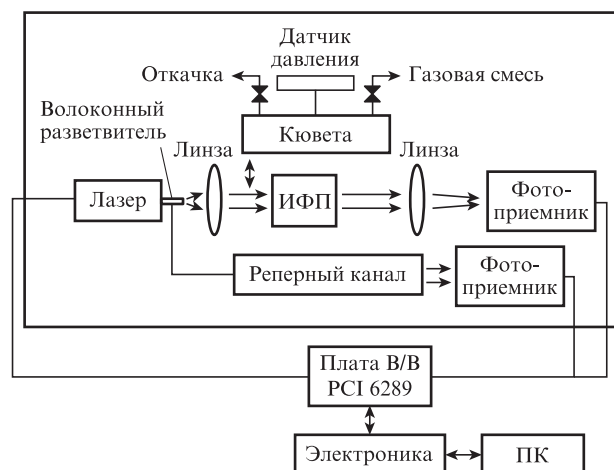 Датчик
давления
Откачка
Газовая смесь
Волоконный
разветвитель
Кювета
Линза
Линза
Лазер
ИФП
Фото-
приемник
Реперный канал
Фото-
приемник
Плата В/В
PCI 6289
Электроника
ПК